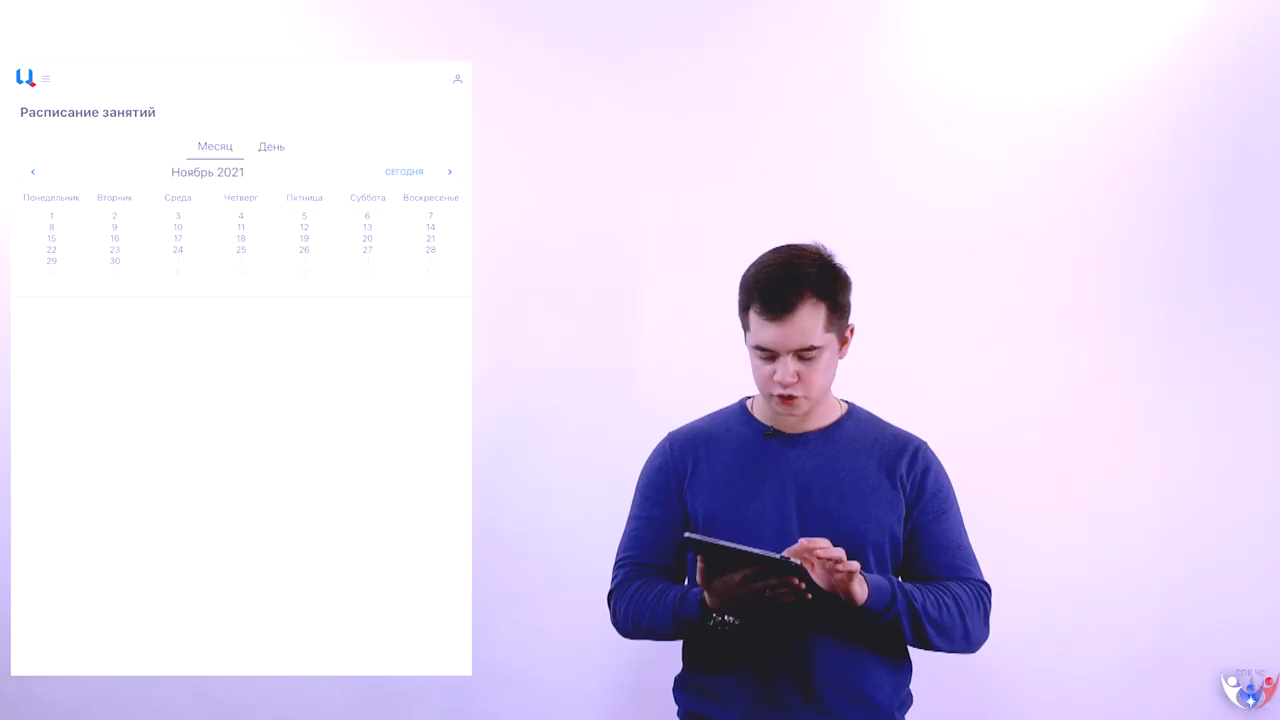 Расписание занятий
Месяц День
Ноябрь 2021 СЕГОДНЯ
Понедельник Вторник Среда Четверг Пятница Суббота Воскресенье
1 2 3 4 5 6 7
8 9 10 11 12 13 14
15 16 17 18 19 20 21
22 23 24 25 26 27 28
29 30